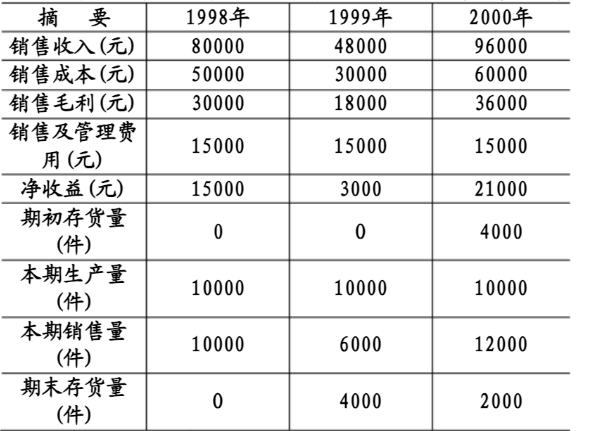 摘 要 1998年 1999年 2000年
销售收入(元) 80000 48000 96000
销售成本(元) 50000 30000 60000
销售毛利(元) 30000 18000 36000
销售及管理费
用(元) 15000 15000 15000
净收益(元) 15000 3000 21000
期初存货量
(件) 0 0 4000
本期生产量
(件) 10000 10000 10000
本期销售量
(件) 10000 6000 12000
期末存货量
(件) 0 4000 2000